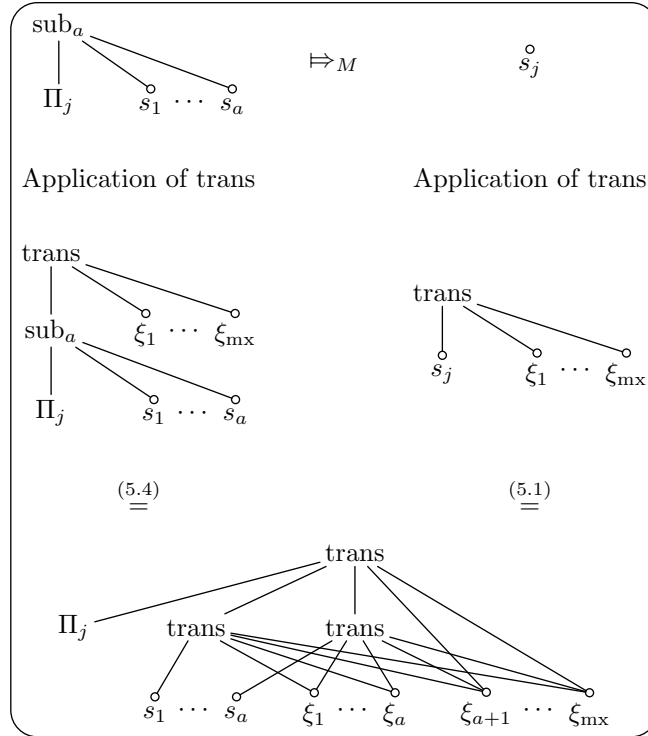 sub_a
⤇_M
s_j
Π_j s_1 ⋯ s_a
Application of trans Application of trans
trans
trans
sub_a ξ_1 ⋯ ξ_mx
s_j ξ_1 ⋯ ξ_mx
Π_j s_1 ⋯ s_a
(5.4) (5.1)
= =
trans
Π_j trans trans
s_1 ⋯ s_a ξ_1 ⋯ ξ_a ξ_{a+1} ⋯ ξ_mx